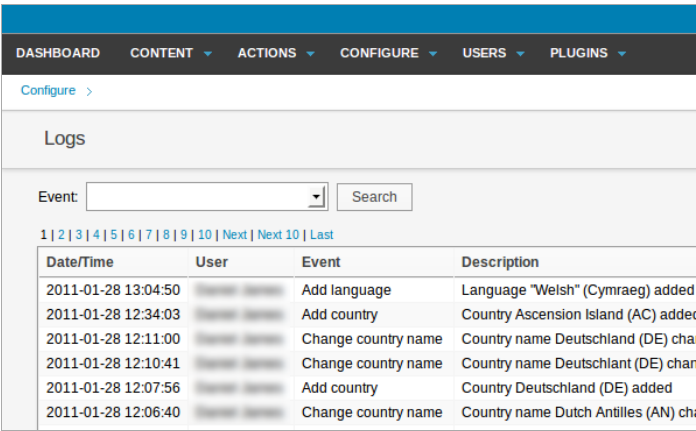 DASHBOARD CONTENT ACTIONS CONFIGURE USERS PLUGINS
Configure >
Logs
Event: Search
1 | 2 | 3 | 4 | 5 | 6 | 7 | 8 | 9 | 10 | Next | Next 10 | Last
Date/Time User Event Description
2011-01-28 13:04:50 Add language Language "Welsh" (Cymraeg) added
2011-01-28 12:34:03 Add country Country Ascension Island (AC) added
2011-01-28 12:11:00 Change country name Country name Deutschland (DE) cha
2011-01-28 12:10:41 Change country name Country name Deutschlant (DE) chan
2011-01-28 12:07:56 Add country Country Deutschland (DE) added
2011-01-28 12:06:40 Change country name Country name Dutch Antilles (AN) cha